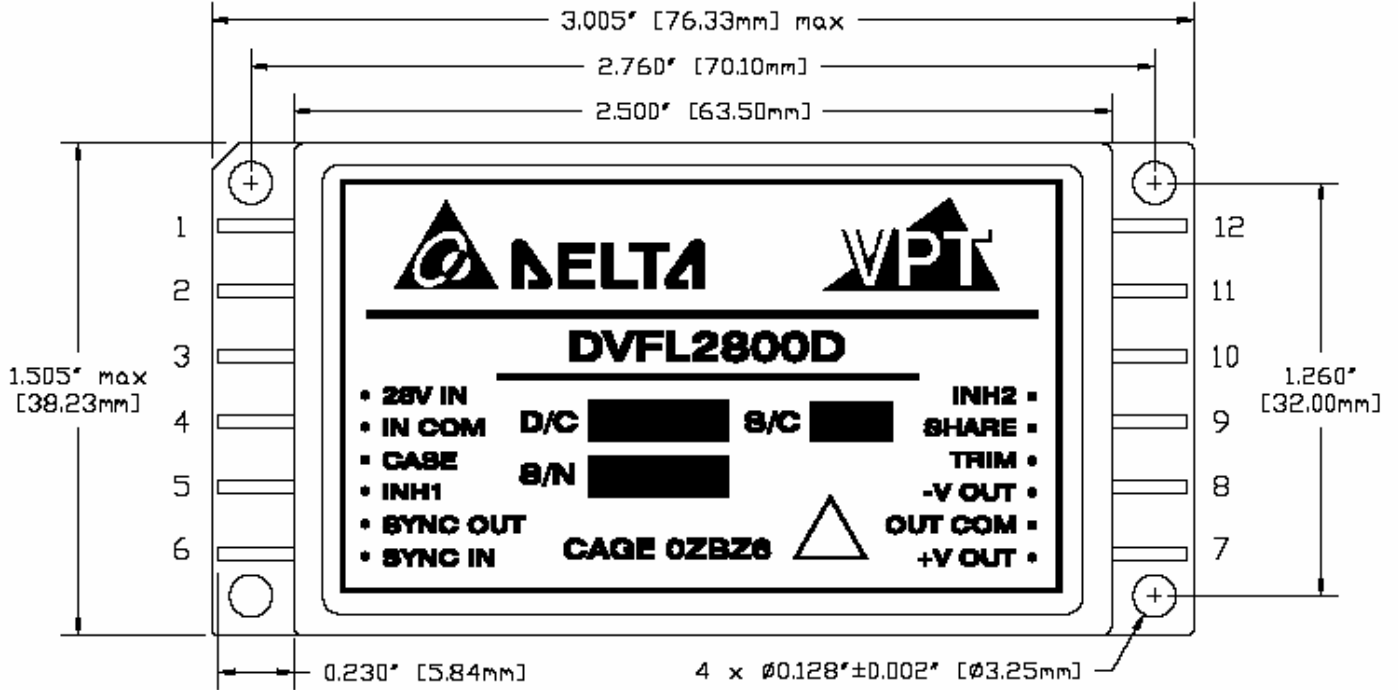 3.005" [76.33mm] max
2.760" [70.10mm]
2.500" [63.50mm]
1
12
DELTA VPT
2
11
DVFL2800D
3
10
1.505" max
[38.23mm]
1.260"
[32.00mm]
• 28V IN
INH2 •
4
D/C
S/C
9
• IN COM
SHARE •
• CASE
TRIM •
S/N
5
• INH1
-V OUT •
8
• SYNC OUT
OUT COM •
6
• SYNC IN
CAGE 0ZBZ6
+V OUT •
7
0.230" [5.84mm]
4 x Ø0.128"±0.002" [Ø3.25mm]